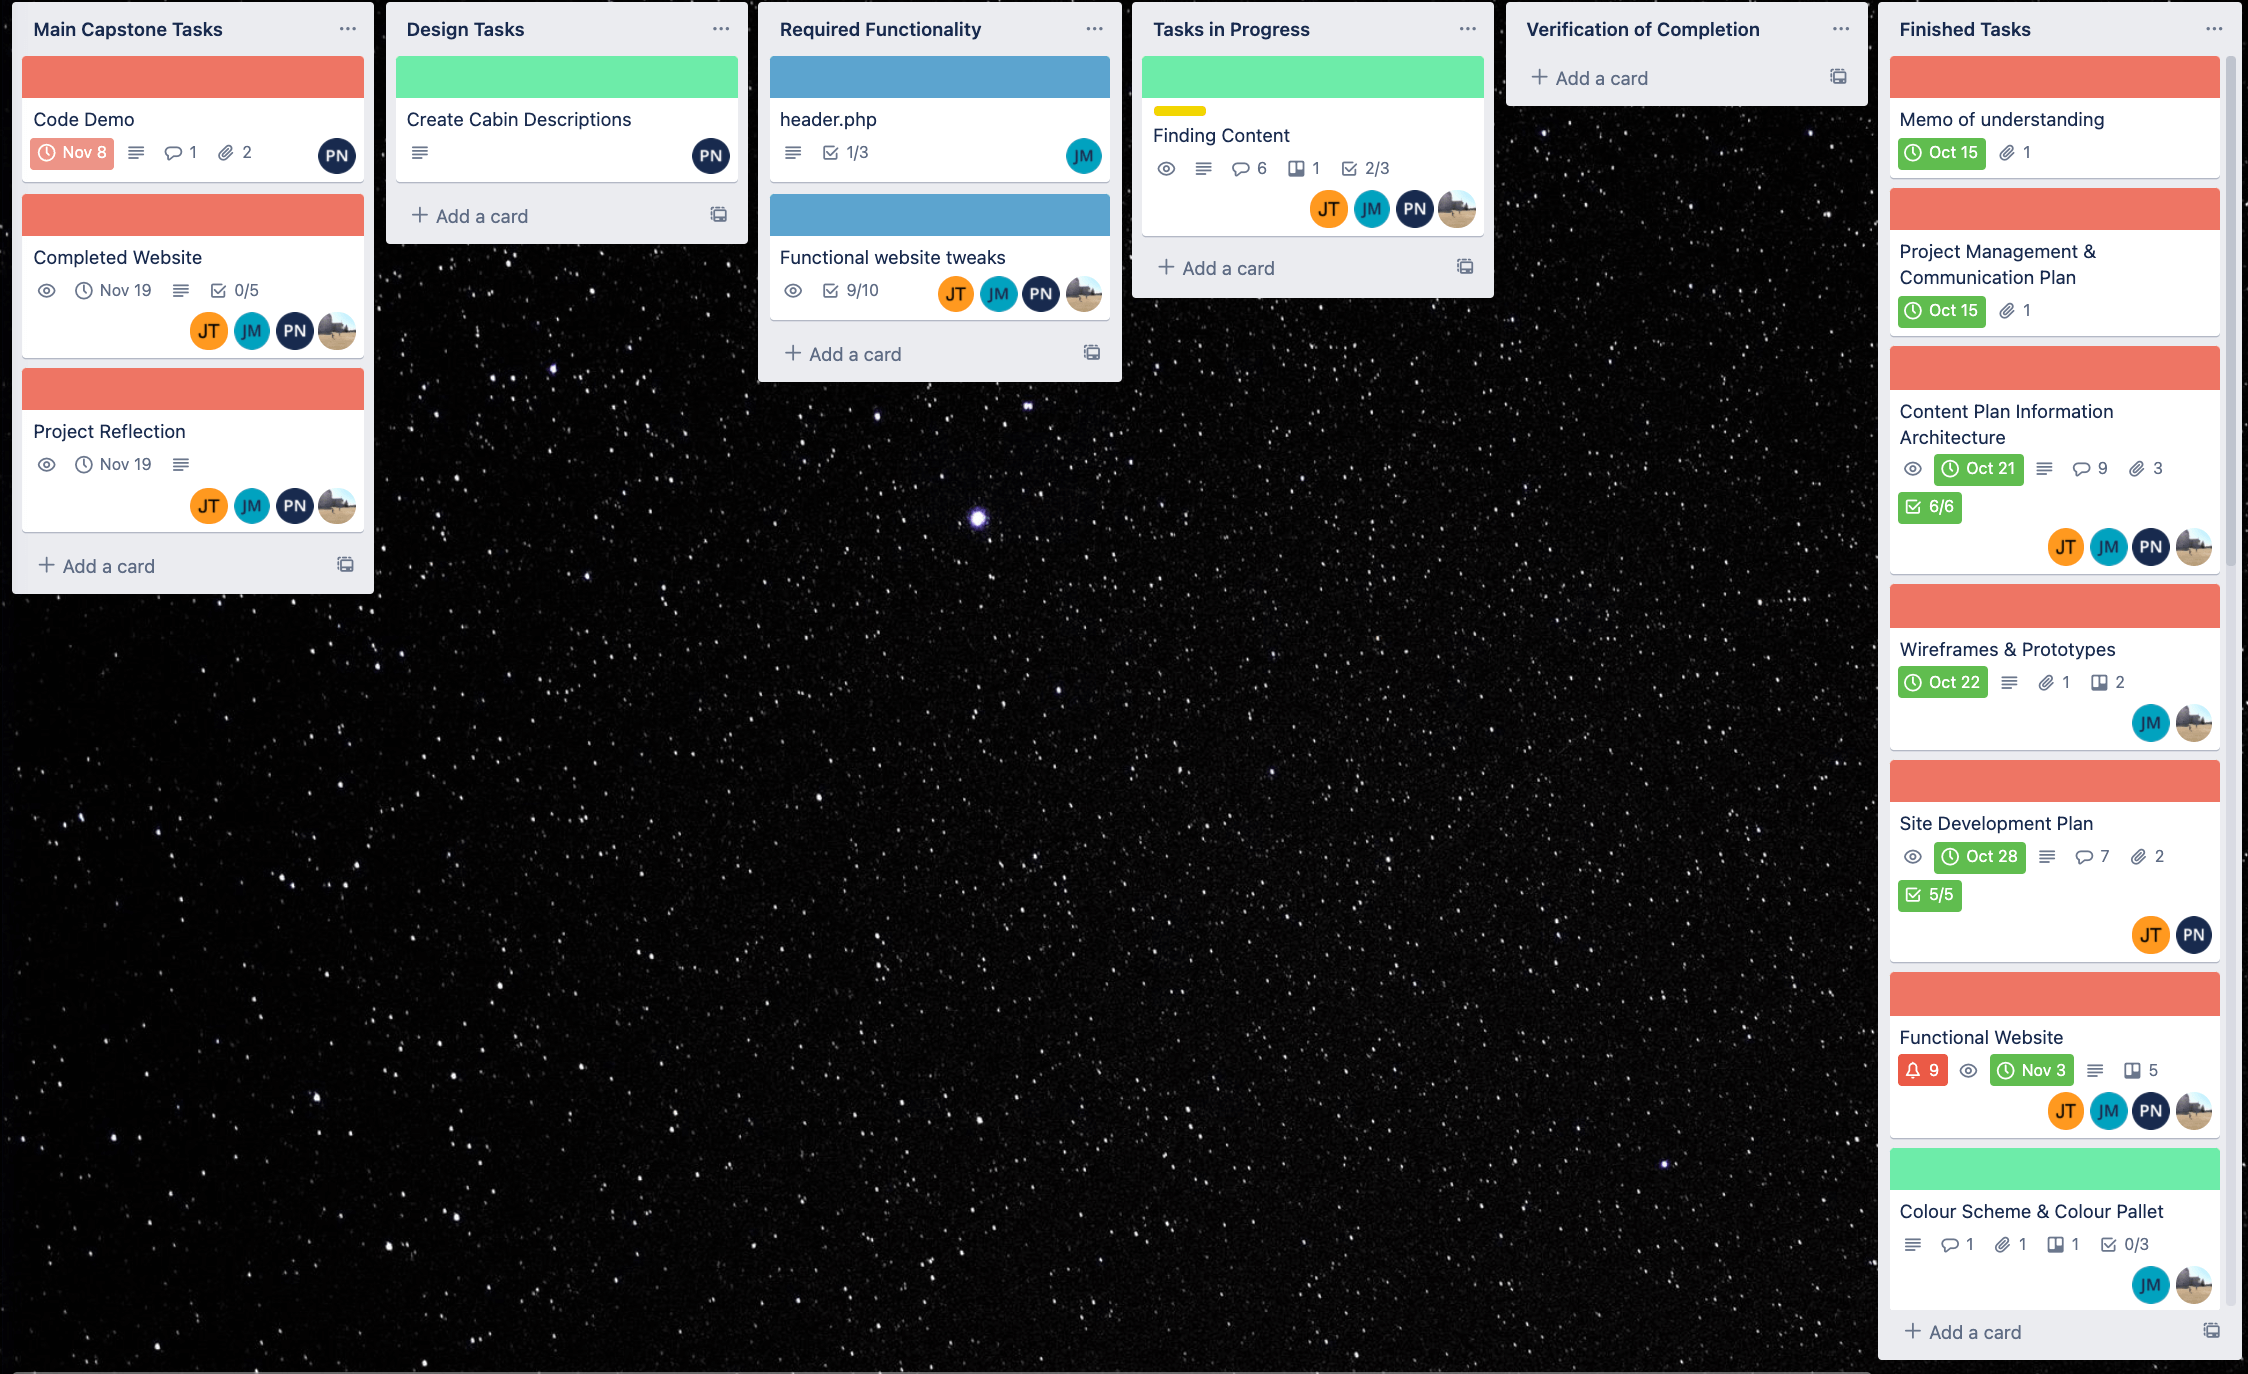 Main Capstone Tasks
Code Demo
Nov 8 1 2
PN
Completed Website
Nov 19 0/5
JT JM PN
Project Reflection
Nov 19
JT JM PN
+ Add a card
Design Tasks
Create Cabin Descriptions
PN
+ Add a card
Required Functionality
header.php
1/3
JM
Functional website tweaks
9/10
JT JM PN
+ Add a card
Tasks in Progress
Finding Content
6 1 2/3
JT JM PN
+ Add a card
Verification of Completion
+ Add a card
Finished Tasks
Memo of understanding
Oct 15 1
Project Management &
Communication Plan
Oct 15 1
Content Plan Information
Architecture
Oct 21 9 3
6/6
JT JM PN
Wireframes & Prototypes
Oct 22 1 2
JM
Site Development Plan
Oct 28 7 2
5/5
JT PN
Functional Website
9 Nov 3 5
JT JM PN
Colour Scheme & Colour Pallet
1 1 1 0/3
JM
+ Add a card